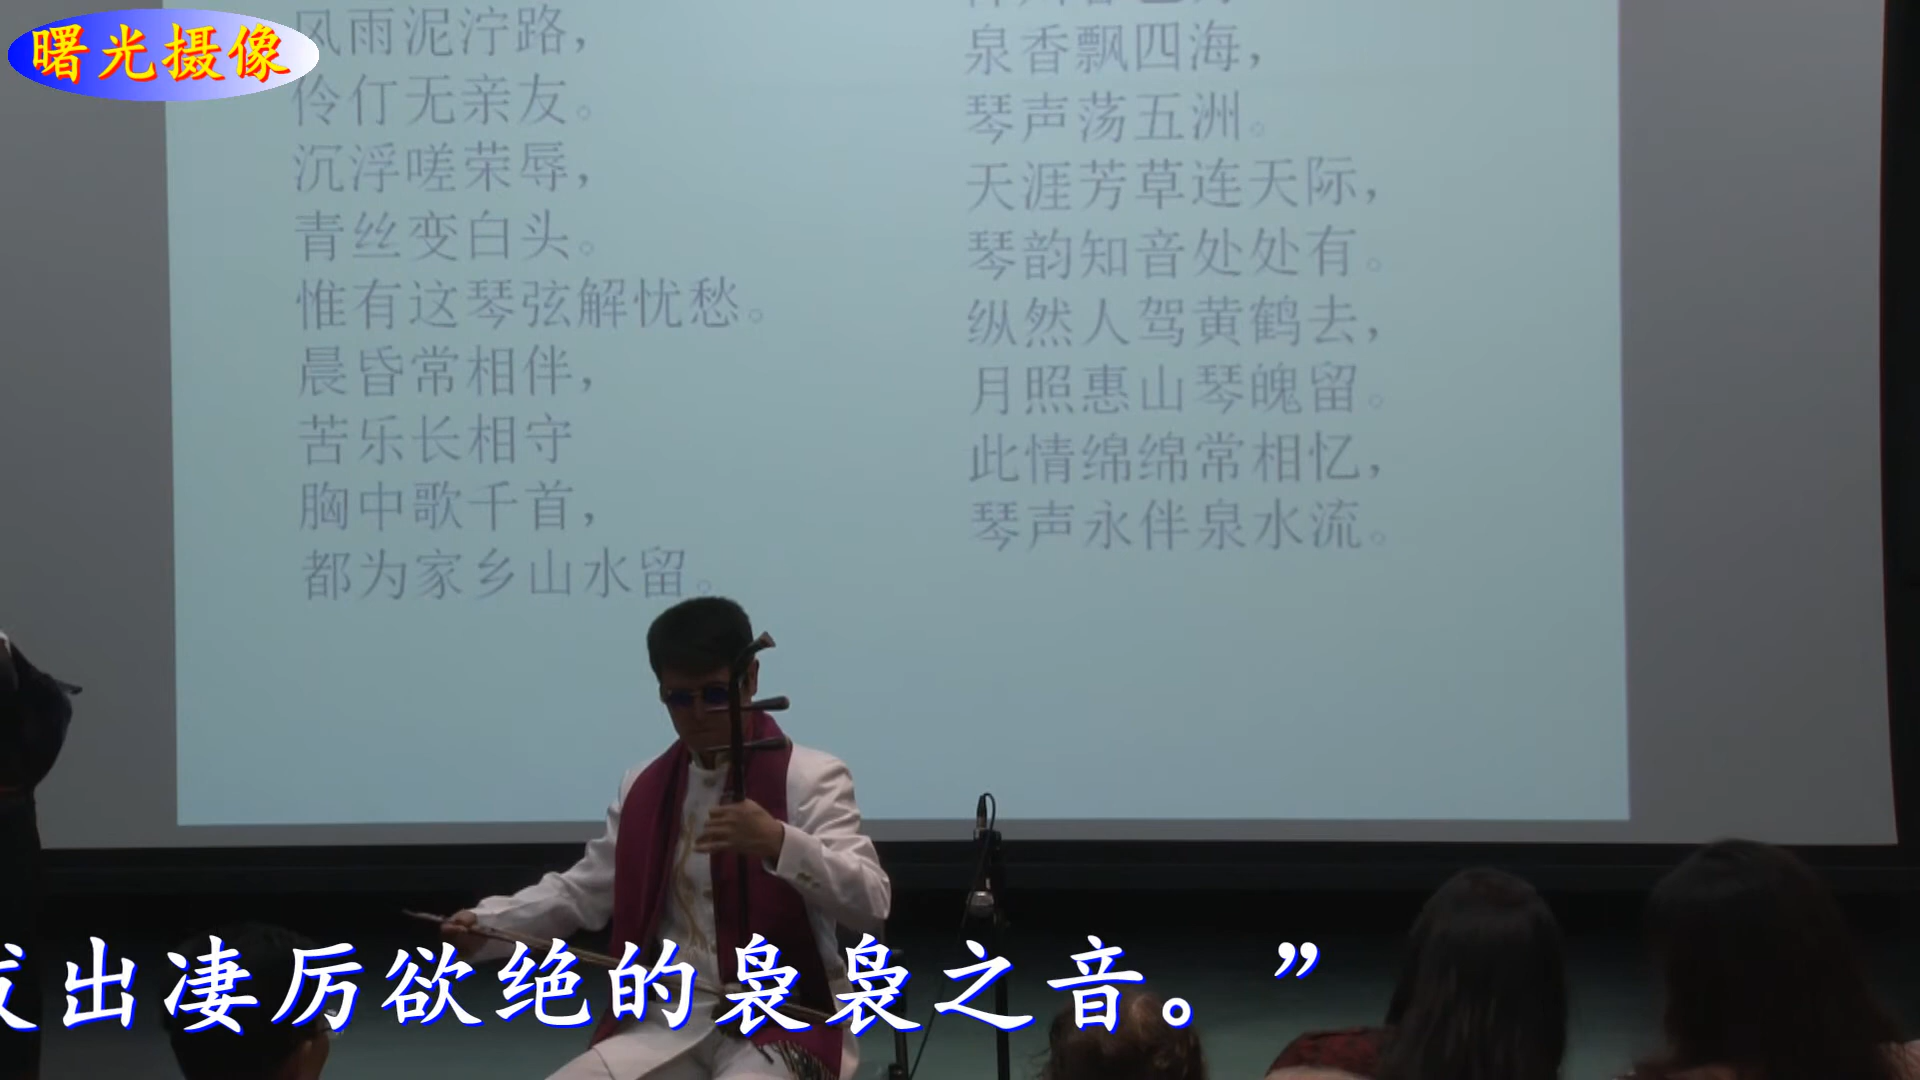 曙光摄像
风雨泥泞路，
伶仃无亲友。
沉浮嗟荣辱，
青丝变白头。
惟有这琴弦解忧愁。
晨昏常相伴，
苦乐长相守
胸中歌千首，
都为家乡山水留。
泉香飘四海，
琴声荡五洲。
天涯芳草连天际，
琴韵知音处处有。
纵然人驾黄鹤去，
月照惠山琴魄留。
此情绵绵常相忆，
琴声永伴泉水流。
出凄厉欲绝的袅袅之音。”